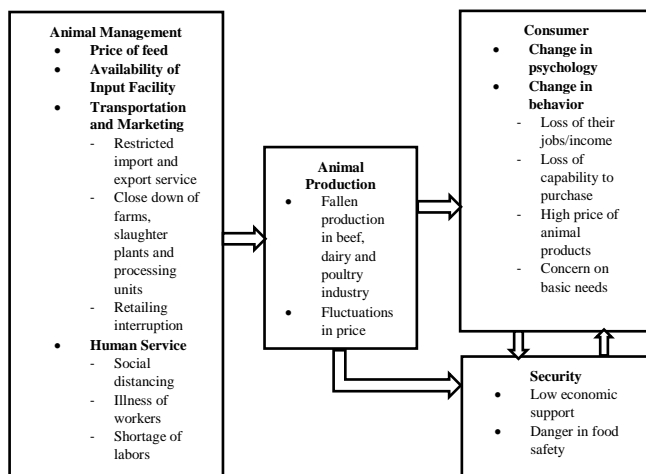 Animal Management
• Price of feed
• Availability of
Input Facility
• Transportation
and Marketing
- Restricted
import and
export service
- Close down of
farms,
slaughter
plants and
processing
units
- Retailing
interruption
• Human Service
- Social
distancing
- Illness of
workers
- Shortage of
labors
Animal
Production
• Fallen
production
in beef,
dairy and
poultry
industry
• Fluctuations
in price
Consumer
• Change in
psychology
• Change in
behavior
- Loss of their
jobs/income
- Loss of
capability to
purchase
- High price of
animal
products
- Concern on
basic needs
Security
• Low economic
support
• Danger in food
safety